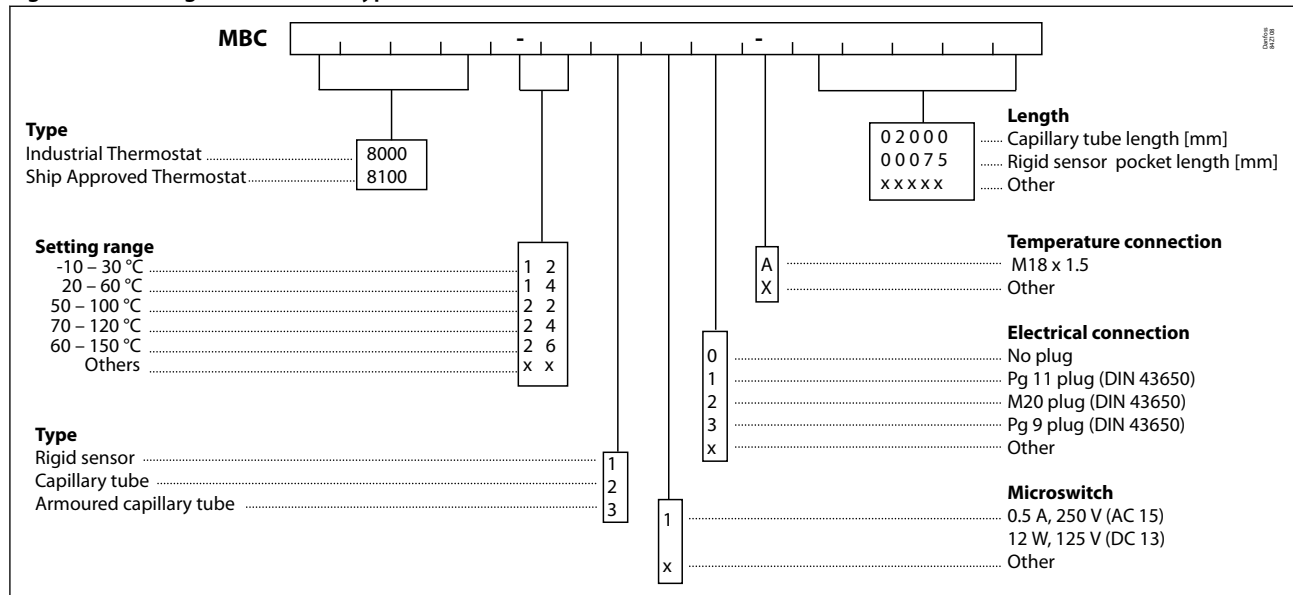 MBC - -
Danfoss
84Z108
Type
Industrial Thermostat 8000
Ship Approved Thermostat 8100
Length
0 2 0 0 0 Capillary tube length [mm]
0 0 0 7 5 Rigid sensor pocket length [mm]
x x x x x Other
Setting range
-10 – 30 °C 1 2
20 – 60 °C 1 4
50 – 100 °C 2 2
70 – 120 °C 2 4
60 – 150 °C 2 6
Others x x
Temperature connection
A M18 x 1.5
X Other
Electrical connection
0 No plug
1 Pg 11 plug (DIN 43650)
2 M20 plug (DIN 43650)
3 Pg 9 plug (DIN 43650)
x Other
Type
Rigid sensor 1
Capillary tube 2
Armoured capillary tube 3
Microswitch
1 0.5 A, 250 V (AC 15)
12 W, 125 V (DC 13)
x Other